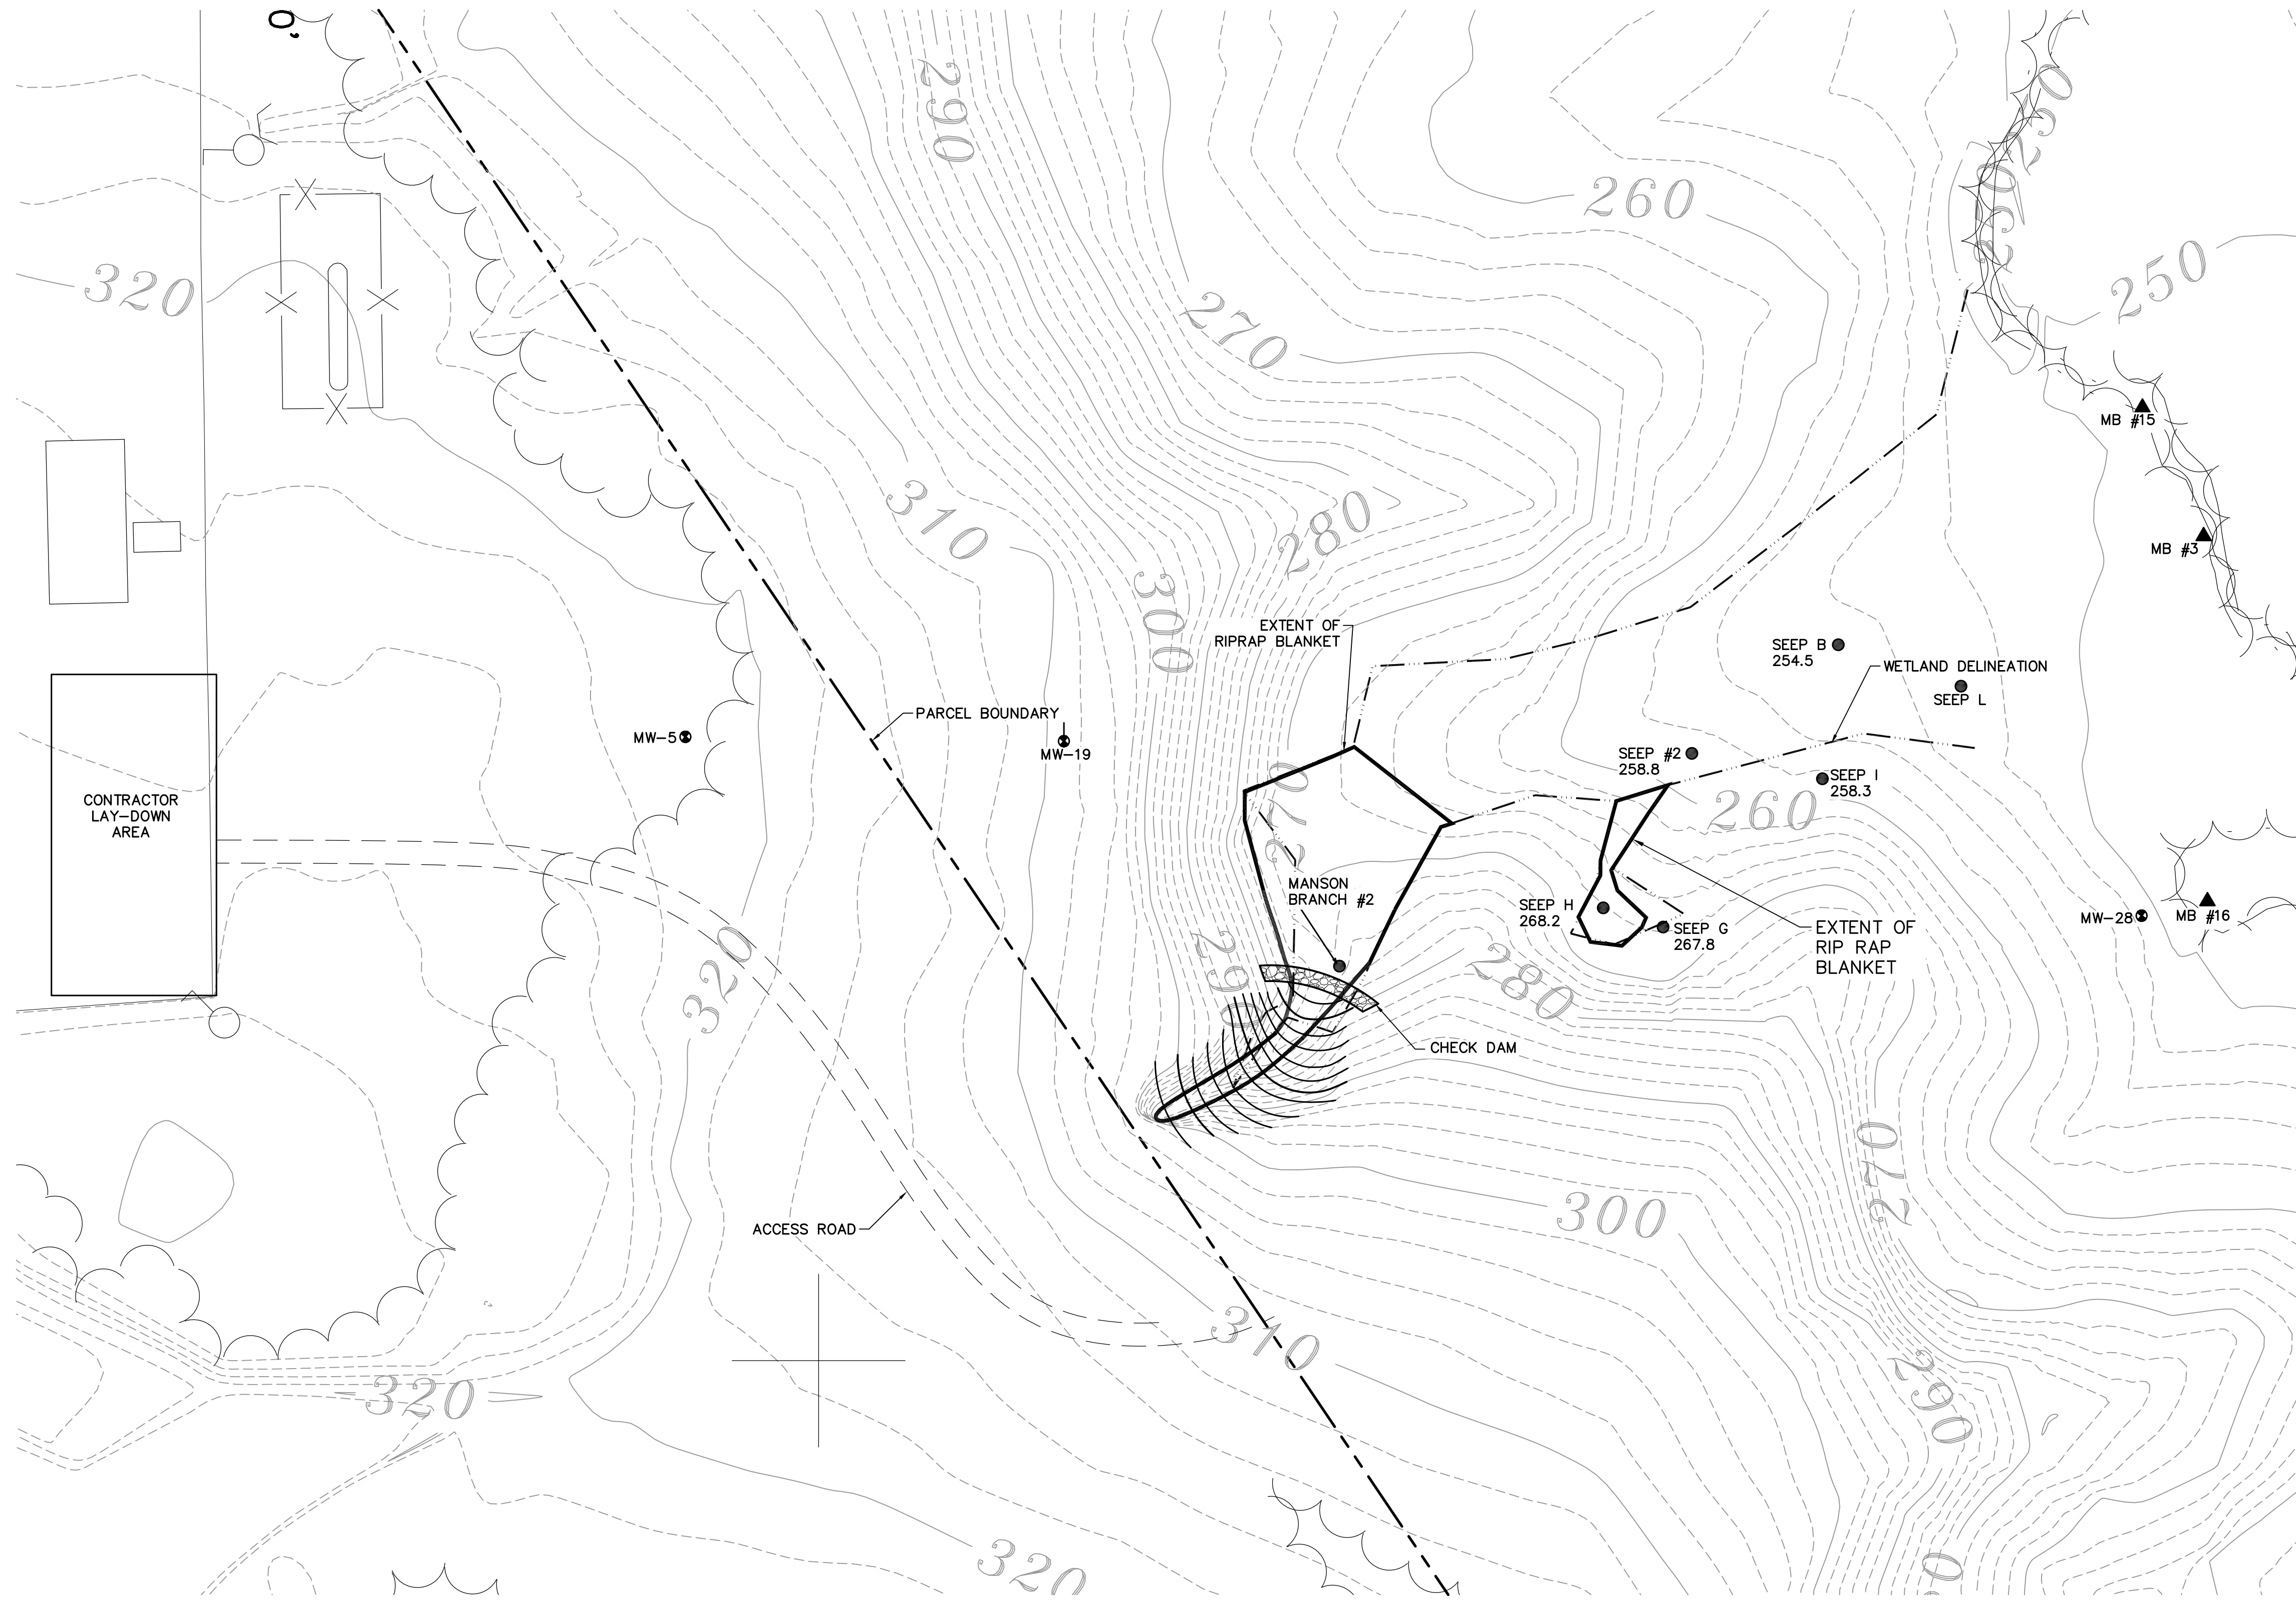 290
260
320
250
270
250
MB #15
310
280
MB #3
300
EXTENT OF
RIPRAP BLANKET
SEEP B
254.5
WETLAND DELINEATION
SEEP L
PARCEL BOUNDARY
MW-5
MW-19
SEEP #2
258.8
SEEP I
258.3
CONTRACTOR
LAY-DOWN
AREA
270
260
MANSON
BRANCH #2
SEEP H
268.2
SEEP G
267.8
MW-28
MB #16
EXTENT OF
RIP RAP
BLANKET
320
290
280
CHECK DAM
270
300
ACCESS ROAD
310
320
290
320